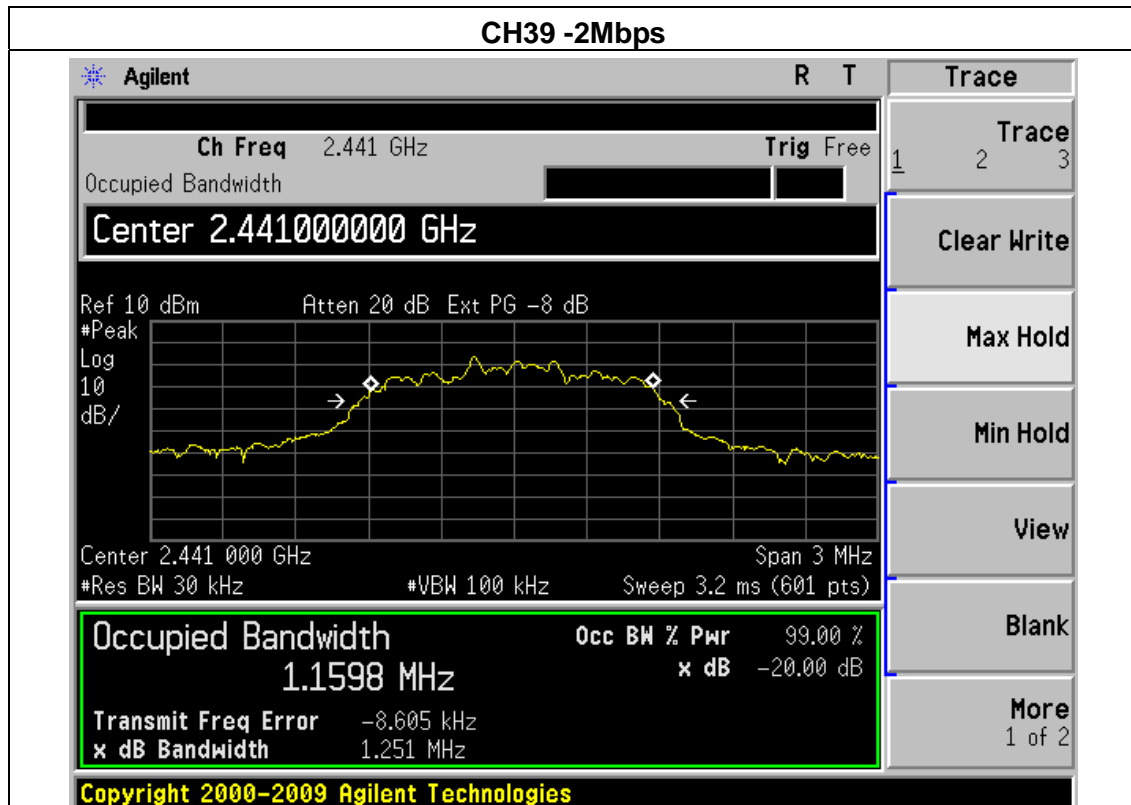 CH39 -2Mbps
Agilent R T Trace
Ch Freq 2.441 GHz Trig Free
Occupied Bandwidth
Center 2.441000000 GHz
Ref 10 dBm Atten 20 dB Ext PG -8 dB
#Peak
Log
10
dB/
Center 2.441 000 GHz Span 3 MHz
#Res BW 30 kHz #VBW 100 kHz Sweep 3.2 ms (601 pts)
Occupied Bandwidth Occ BW % Pwr 99.00 %
1.1598 MHz x dB -20.00 dB
Transmit Freq Error -8.605 kHz
x dB Bandwidth 1.251 MHz
Trace
1 2 3
Clear Write
Max Hold
Min Hold
View
Blank
More
1 of 2
Copyright 2000-2009 Agilent Technologies